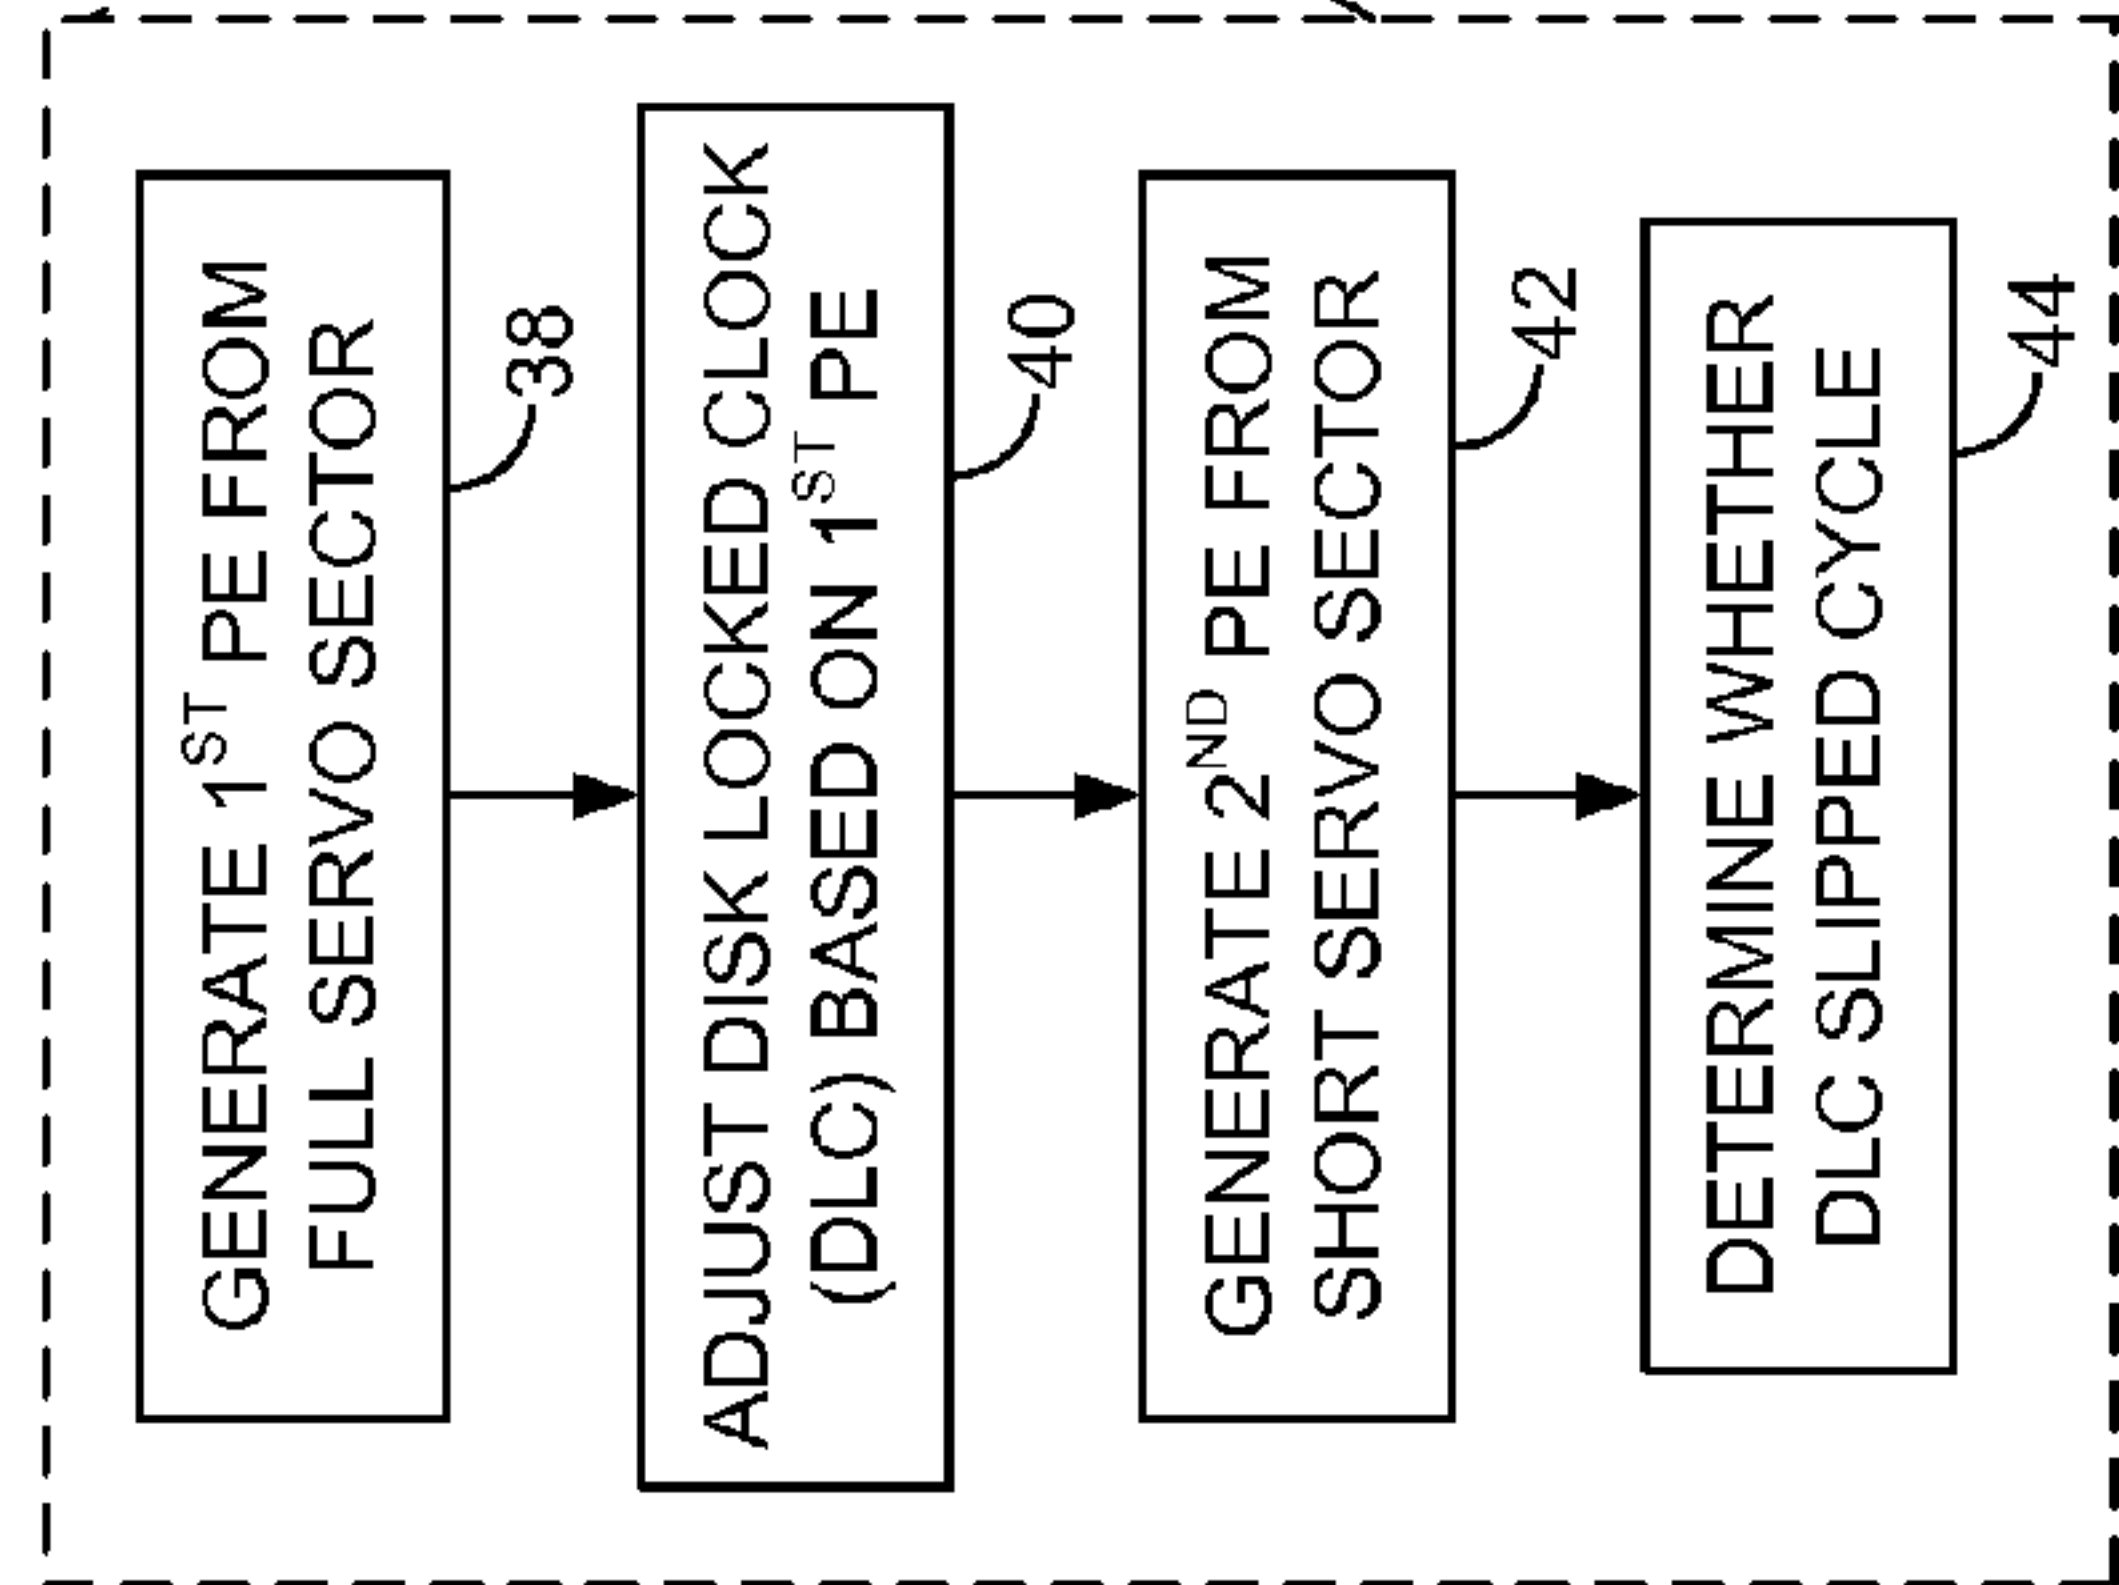 GENERATE 1ST PE FROM
FULL SERVO SECTOR
38
ADJUST DISK LOCKED CLOCK
(DLC) BASED ON 1ST PE
40
GENERATE 2ND PE FROM
SHORT SERVO SECTOR
42
DETERMINE WHETHER
DLC SLIPPED CYCLE
44